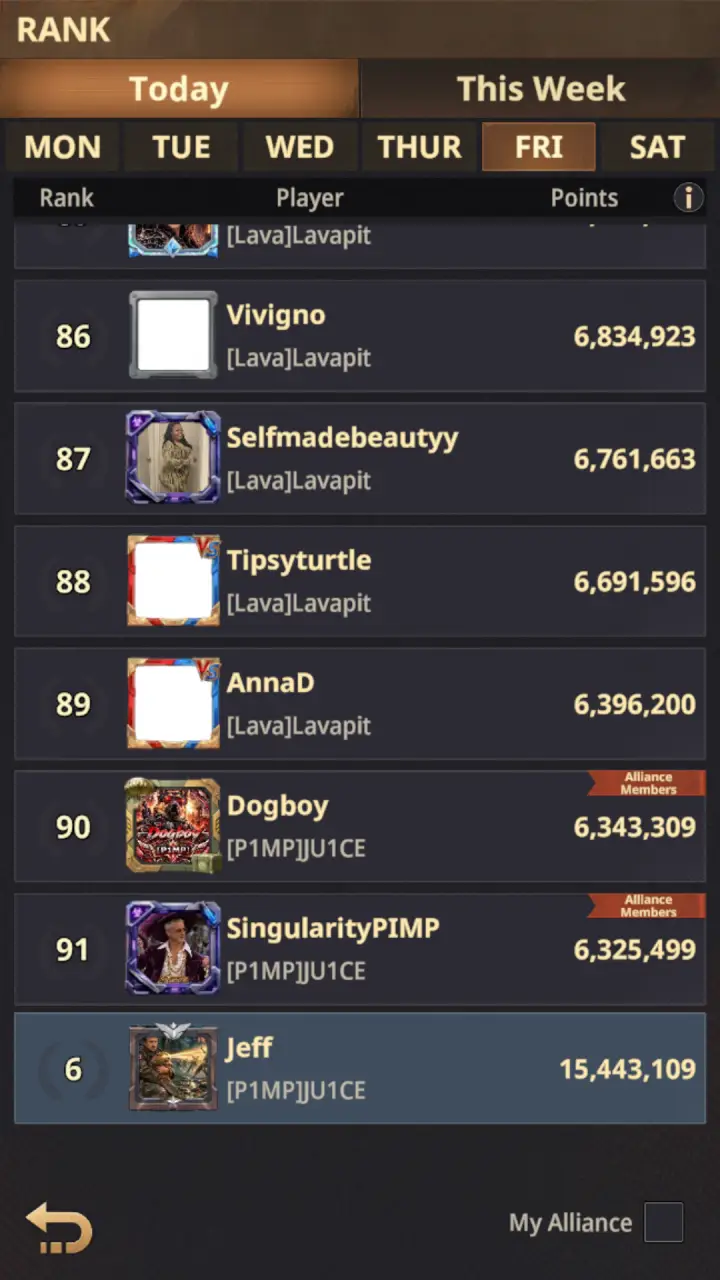 RANK
Today
This Week
MON
TUE
WED
THUR
FRI
SAT
Rank
Player
Points
[Lava]Lavapit
86
Vivigno
[Lava]Lavapit
6,834,923
87
Selfmadebeautyy
[Lava]Lavapit
6,761,663
88
Tipsyturtle
[Lava]Lavapit
6,691,596
89
AnnaD
[Lava]Lavapit
6,396,200
Alliance
Members
90
DOGBOY
[P1MP]
Dogboy
[P1MP]JU1CE
6,343,309
Alliance
Members
91
SingularityPIMP
[P1MP]JU1CE
6,325,499
6
Jeff
[P1MP]JU1CE
15,443,109
My Alliance